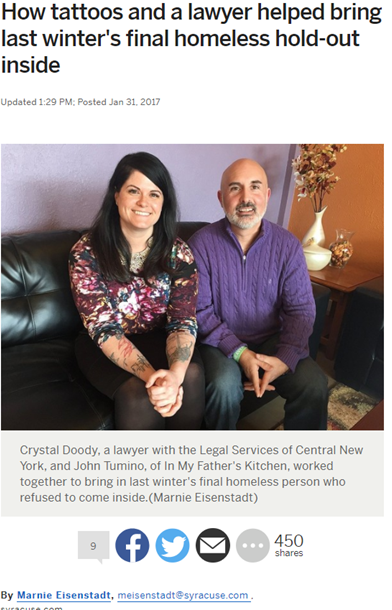 How tattoos and a lawyer helped bring
last winter's final homeless hold-out
inside
Updated 1:29 PM; Posted Jan 31, 2017
Crystal Doody, a lawyer with the Legal Services of Central New
York, and John Tumino, of In My Father's Kitchen, worked
together to bring in last winter's final homeless person who
refused to come inside.(Marnie Eisenstadt)
9
450
shares
By Marnie Eisenstadt, meisenstadt@syracuse.com,
syracuse.com